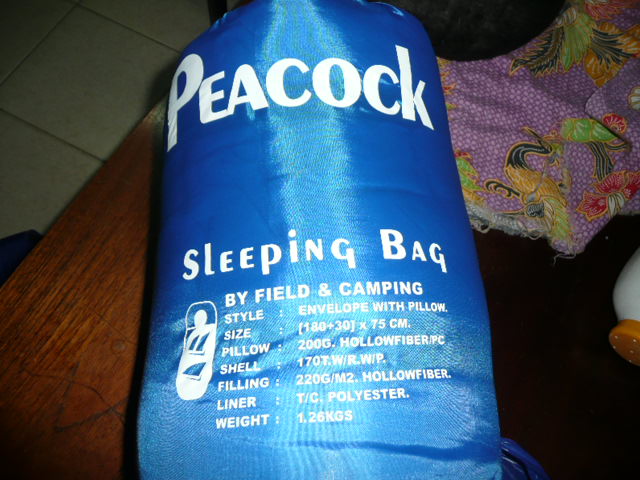 PEACOCK
SLEEPING BAG
BY FIELD & CAMPING
STYLE : ENVELOPE WITH PILLOW.
SIZE : [180+30] x 75 CM.
PILLOW : 200G. HOLLOWFIBER/PC
SHELL : 170T.W/R.W/P.
FILLING : 220G/M2. HOLLOWFIBER.
LINER : T/C. POLYESTER.
WEIGHT : 1.26KGS